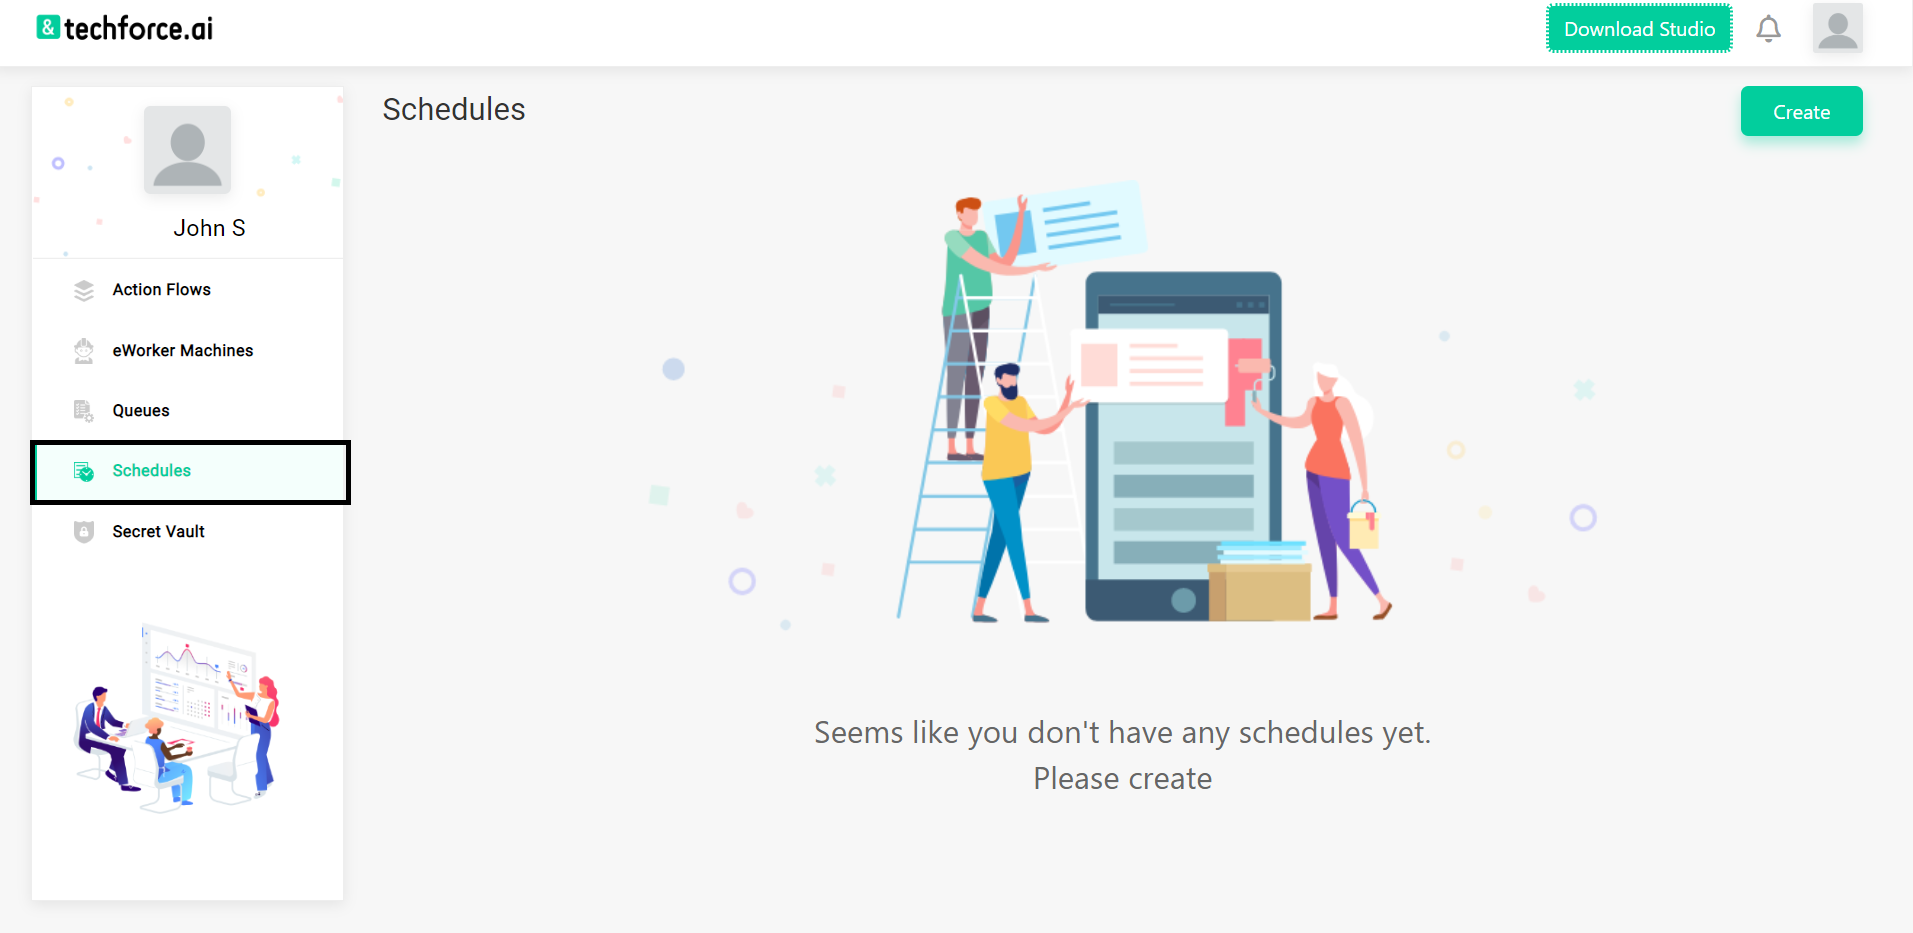 & techforce.ai
Download Studio
John S
Action Flows
eWorker Machines
Queues
Schedules
Secret Vault
Schedules
Create
Seems like you don't have any schedules yet.
Please create